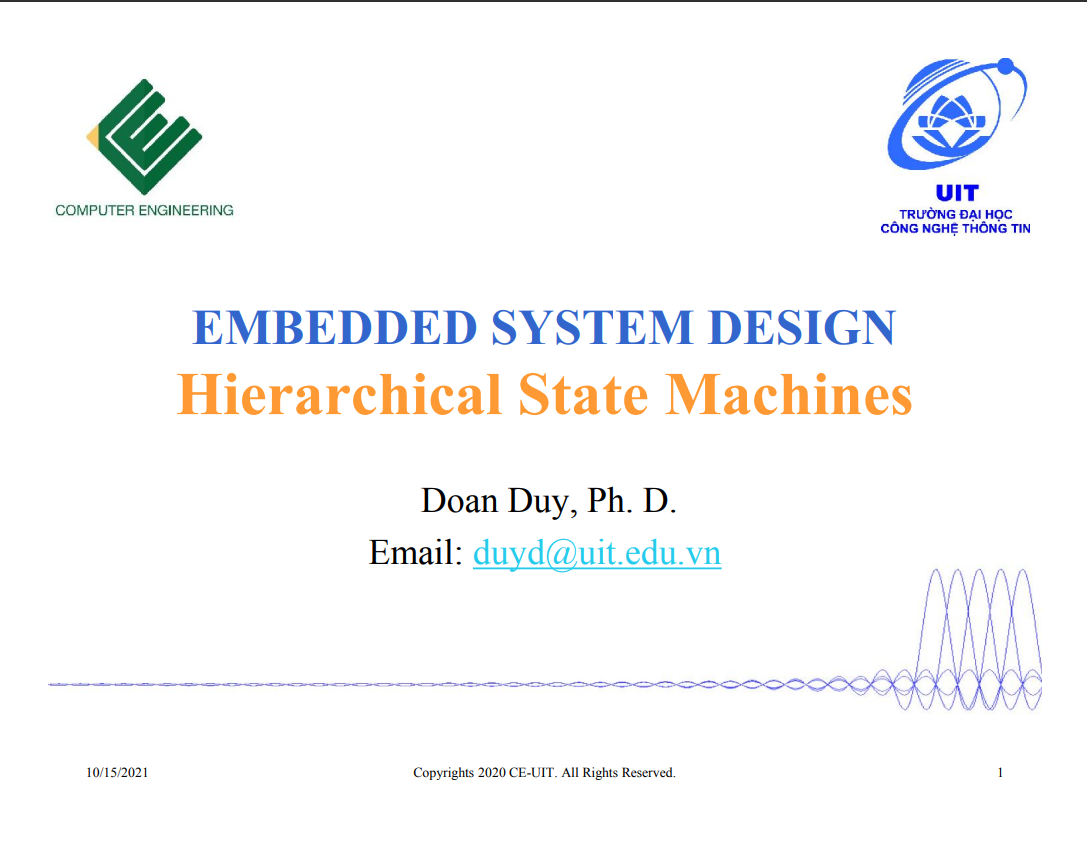 COMPUTER ENGINEERING
UIT
TRƯỜNG ĐẠI HỌC
CÔNG NGHỆ THÔNG TIN
EMBEDDED SYSTEM DESIGN
Hierarchical State Machines
Doan Duy, Ph. D.
Email: duyd@uit.edu.vn
10/15/2021 Copyrights 2020 CE-UIT. All Rights Reserved. 1